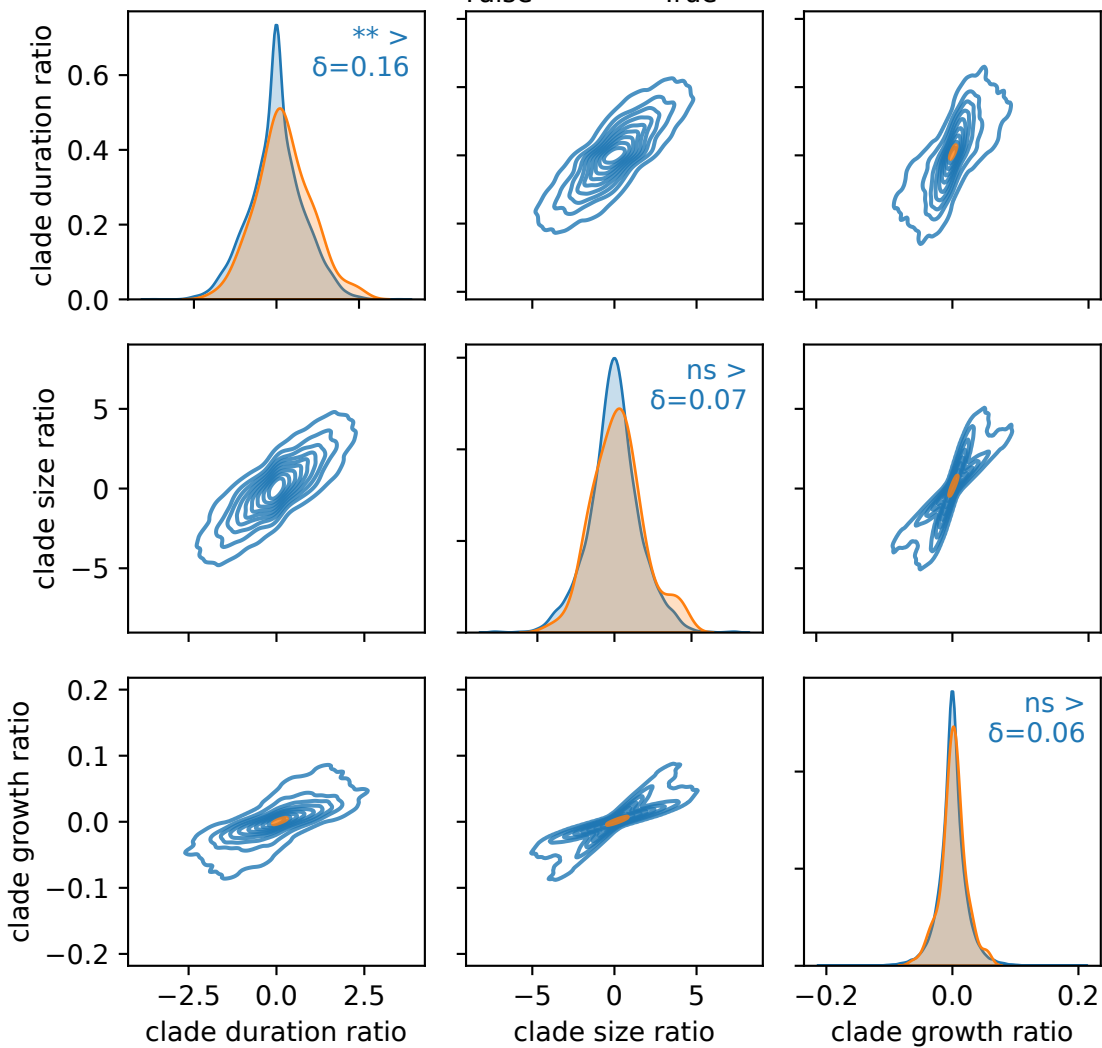 clade duration ratio
0.6
0.4
0.2
0.0
** >
δ=0.16
clade size ratio
5
0
−5
ns >
δ=0.07
clade growth ratio
0.2
0.1
0.0
−0.1
−0.2
ns >
δ=0.06
−2.5 0.0 2.5
clade duration ratio
−5 0 5
clade size ratio
−0.2 0.0 0.2
clade growth ratio